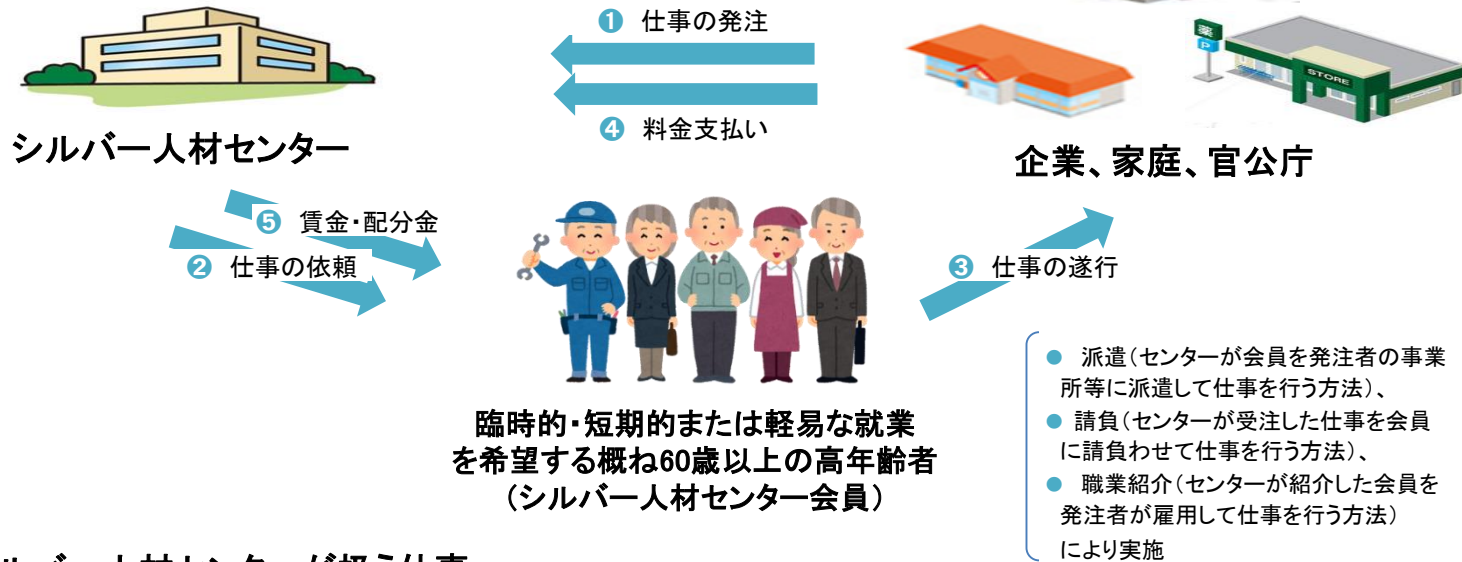 ❶ 仕事の発注
薬
P
STORE
❹ 料金支払い
シルバー人材センター
企業、家庭、官公庁
❺ 賃金・配分金
❷ 仕事の依頼
❸ 仕事の遂行
臨時的・短期的または軽易な就業
を希望する概ね60歳以上の高年齢者
(シルバー人材センター会員)
● 派遣(センターが会員を発注者の事業
所等に派遣して仕事を行う方法)、
● 請負(センターが受注した仕事を会員
に請負わせて仕事を行う方法)、
● 職業紹介(センターが紹介した会員を
発注者が雇用して仕事を行う方法)
により実施